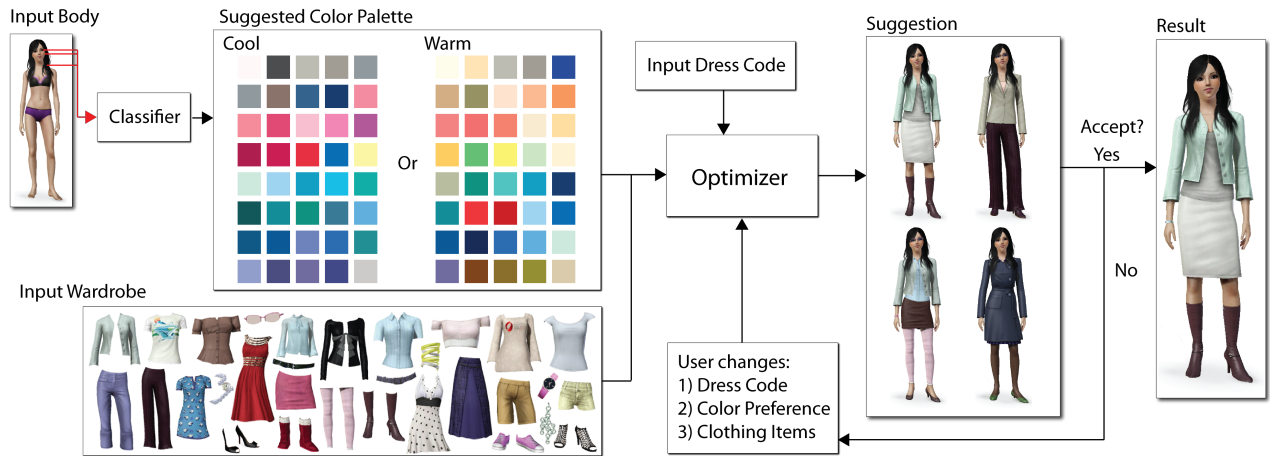 Input Body
Suggested Color Palette
Cool
Warm
Classifier
Or
Input Wardrobe
Input Dress Code
Optimizer
User changes:
1) Dress Code
2) Color Preference
3) Clothing Items
Suggestion
Accept?
Yes
No
Result